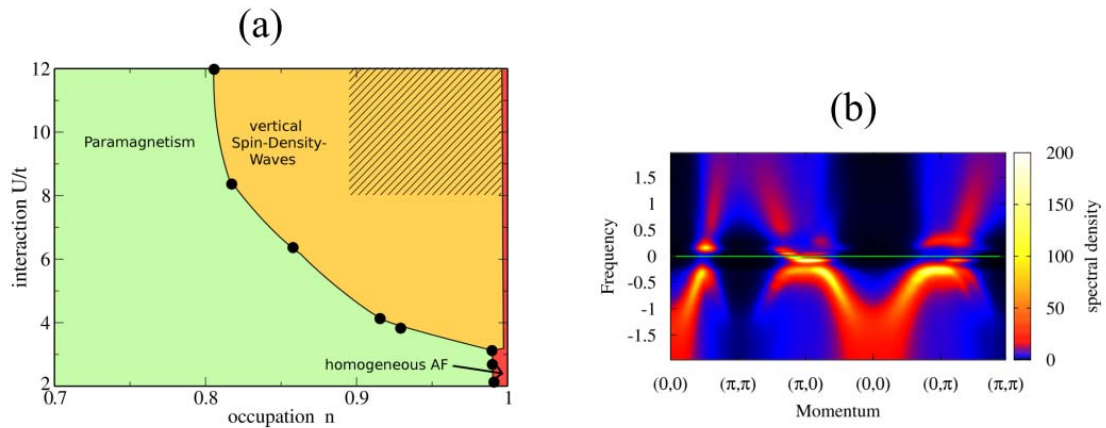 (a)
12
10
8
6
4
2
interaction U/t
Paramagnetism
vertical
Spin-Density-
Waves
homogeneous AF
0.7
0.8
0.9
1
occupation n
(b)
1.5
1
0.5
0
-0.5
-1
-1.5
Frequency
(0,0)
(π,π)
(π,0)
(0,0)
(0,π)
(π,π)
Momentum
200
150
100
50
0
spectral density